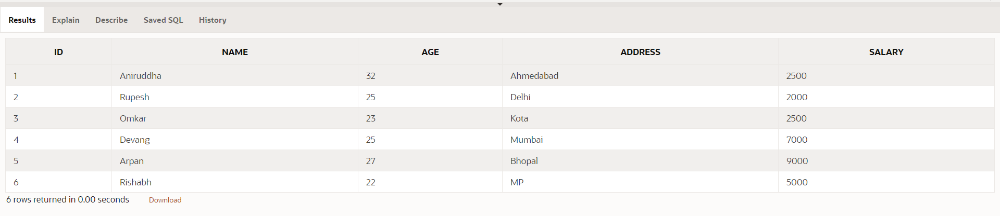 Results Explain Describe Saved SQL History
ID NAME AGE ADDRESS SALARY
1 Aniruddha 32 Ahmedabad 2500
2 Rupesh 25 Delhi 2000
3 Omkar 23 Kota 2500
4 Devang 25 Mumbai 7000
5 Arpan 27 Bhopal 9000
6 Rishabh 22 MP 5000
6 rows returned in 0.00 seconds Download